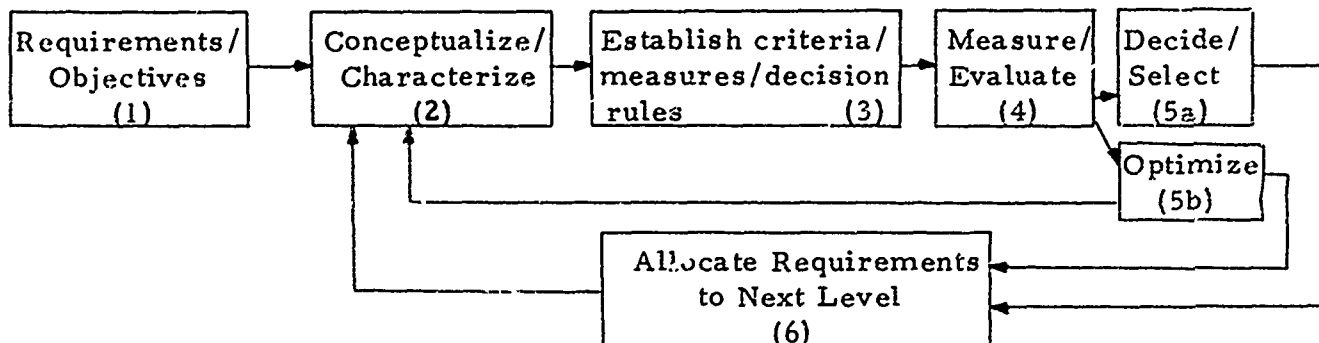 Requirements/
Objectives
(1)
Conceptualize/
Characterize
(2)
Establish criteria/
measures/decision
rules (3)
Measure/
Evaluate
(4)
Decide/
Select
(5a)
Optimize
(5b)
Allocate Requirements
to Next Level
(6)